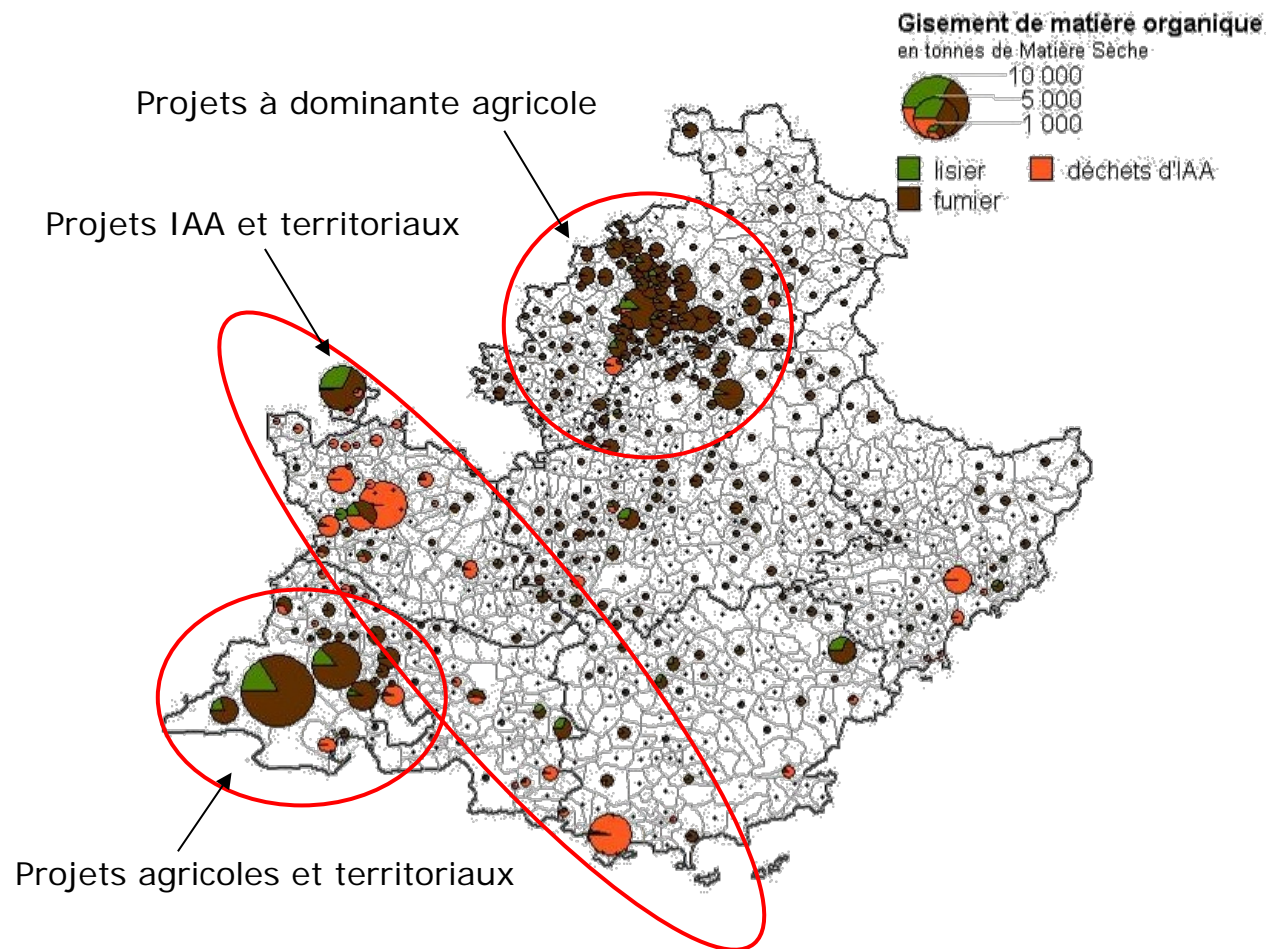 Gisement de matière organique
en tonnes de Matière Sèche
10 000
5 000
1 000
lisier
déchets d'IAA
fumier
Projets à dominante agricole
Projets IAA et territoriaux
Projets agricoles et territoriaux